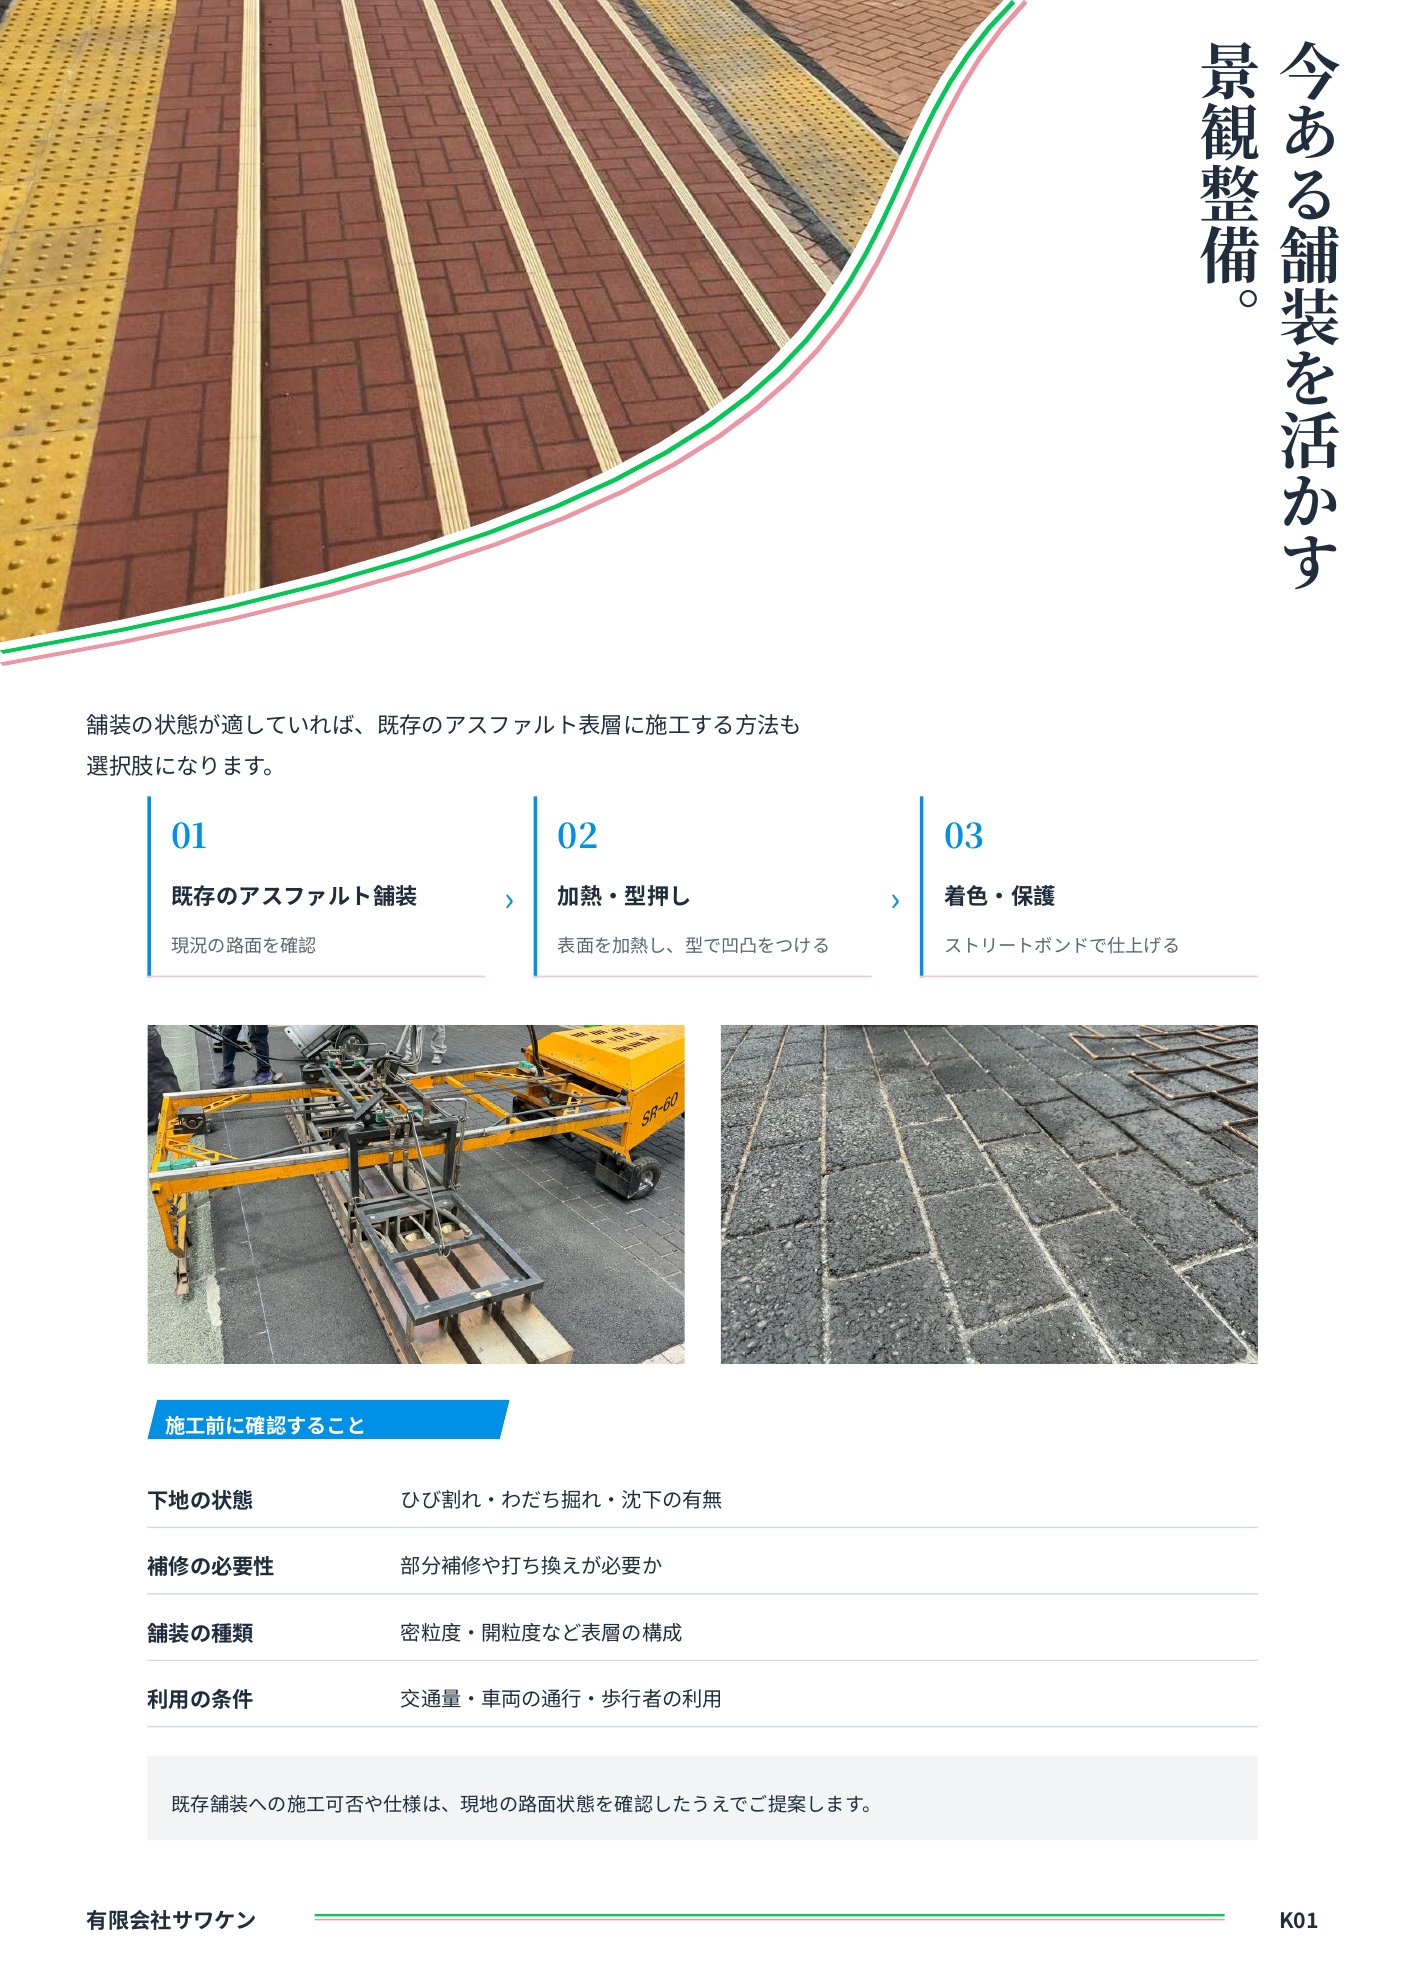 今ある舗装を活かす
景観整備。
舗装の状態が適していれば、既存のアスファルト表層に施工する方法も
選択肢になります。
01
既存のアスファルト舗装
現況の路面を確認
›
02
加熱・型押し
表面を加熱し、型で凹凸をつける
›
03
着色・保護
ストリートボンドで仕上げる
SR-60
施工前に確認すること
下地の状態 ひび割れ・わだち掘れ・沈下の有無
補修の必要性 部分補修や打ち換えが必要か
舗装の種類 密粒度・開粒度など表層の構成
利用の条件 交通量・車両の通行・歩行者の利用
既存舗装への施工可否や仕様は、現地の路面状態を確認したうえでご提案します。
有限会社サワケン K01